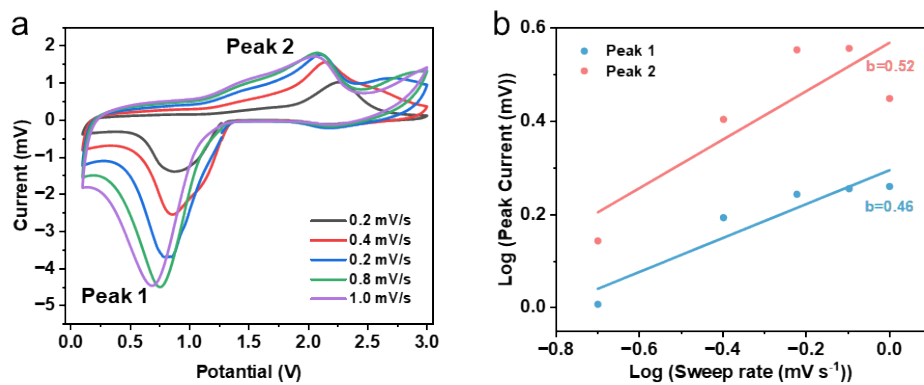 a
Peak 2
Peak 1
Current (mV)
2
1
0
−1
−2
−3
−4
−5
0.2 mV/s
0.4 mV/s
0.2 mV/s
0.8 mV/s
1.0 mV/s
0.0 0.5 1.0 1.5 2.0 2.5 3.0
Potential (V)
b
Peak 1
Peak 2
b=0.52
b=0.46
Log (Peak Current (mV))
0.6
0.4
0.2
0.0
−0.8 −0.6 −0.4 −0.2 0.0
Log (Sweep rate (mV s⁻¹))